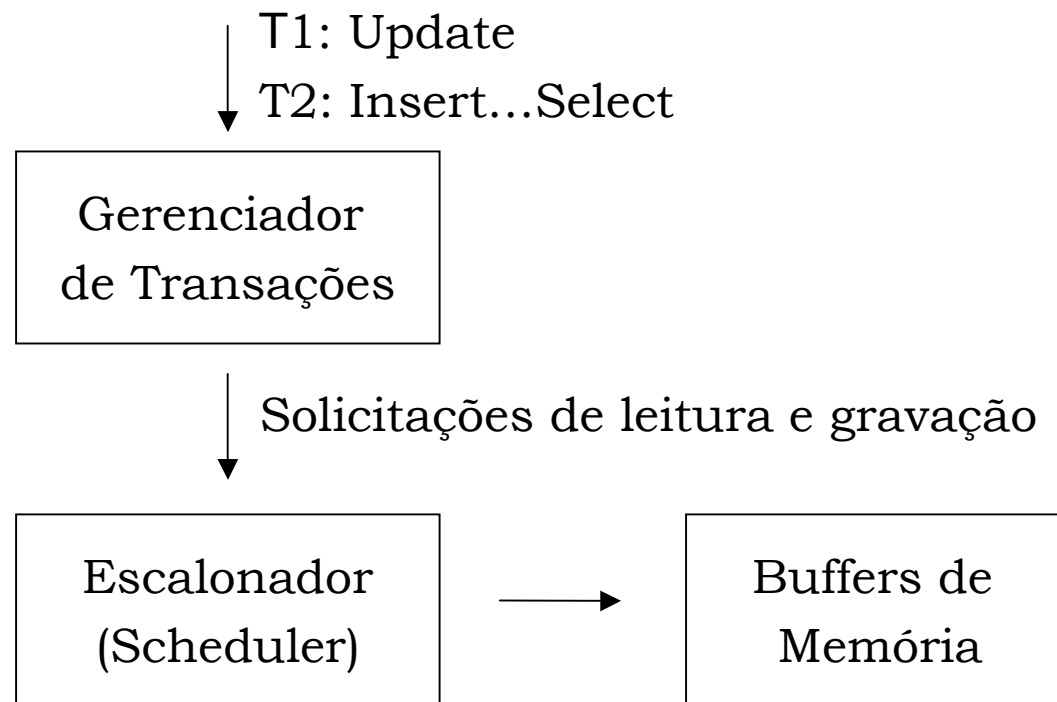 T1: Update
T2: Insert…Select
Gerenciador
de Transações
Solicitações de leitura e gravação
Escalonador
(Scheduler)
Buffers de
Memória